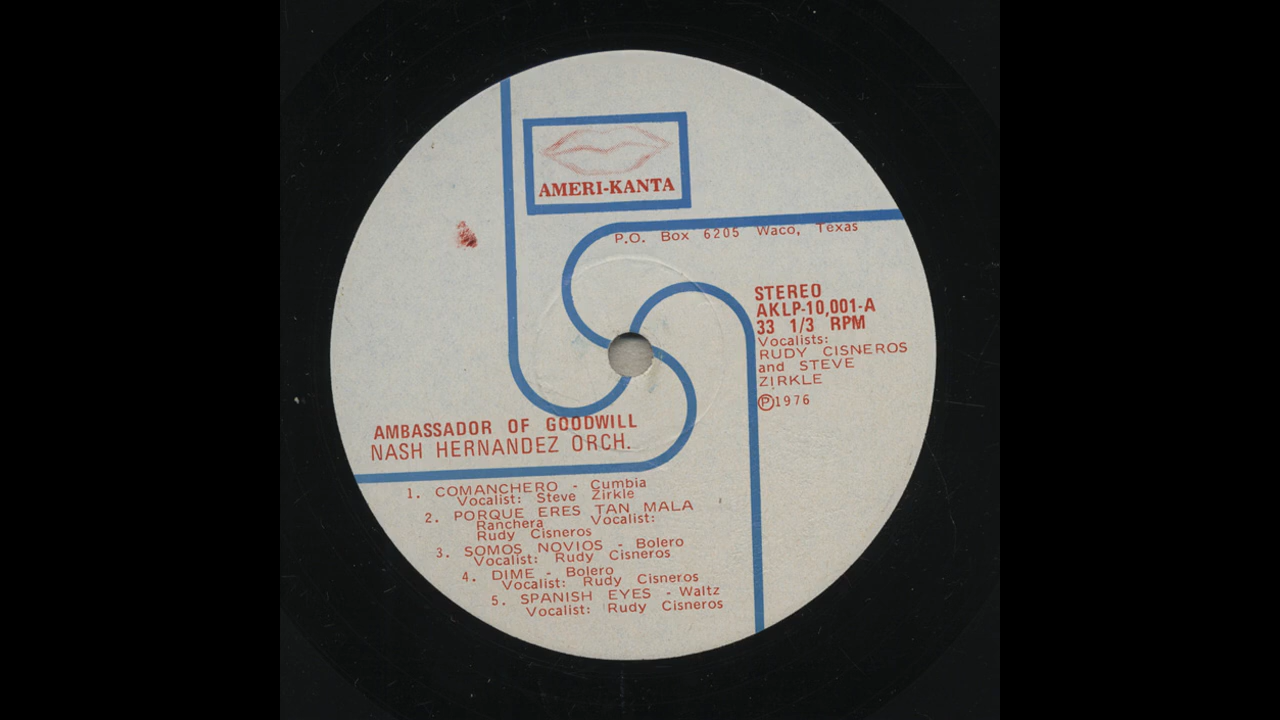 AMERI-KANTA
P.O. Box 6205 Waco, Texas
STEREO
AKLP-10,001-A
33 1/3 RPM
Vocalists:
RUDY CISNEROS
and STEVE
ZIRKLE
Ⓟ1976
AMBASSADOR OF GOODWILL
NASH HERNANDEZ ORCH.
1. COMANCHERO - Cumbia
Vocalist: Steve Zirkle
2. PORQUE ERES TAN MALA
Ranchera Vocalist:
Rudy Cisneros
3. SOMOS NOVIOS - Bolero
Vocalist: Rudy Cisneros
4. DIME - Bolero
Vocalist: Rudy Cisneros
5. SPANISH EYES - Waltz
Vocalist: Rudy Cisneros